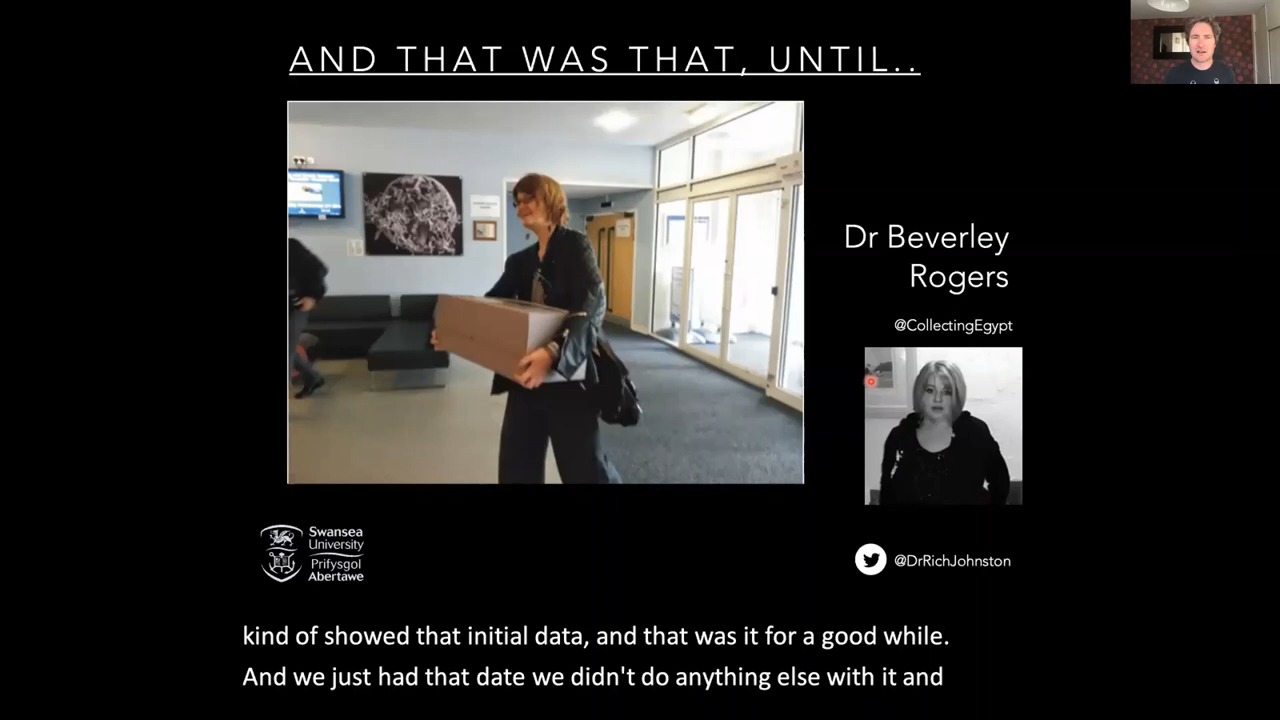 AND THAT WAS THAT, UNTIL..
Dr Beverley
Rogers
@CollectingEgypt
Swansea
University
Prifysgol
Abertawe
@DrRichJohnston
kind of showed that initial data, and that was it for a good while.
And we just had that date we didn't do anything else with it and